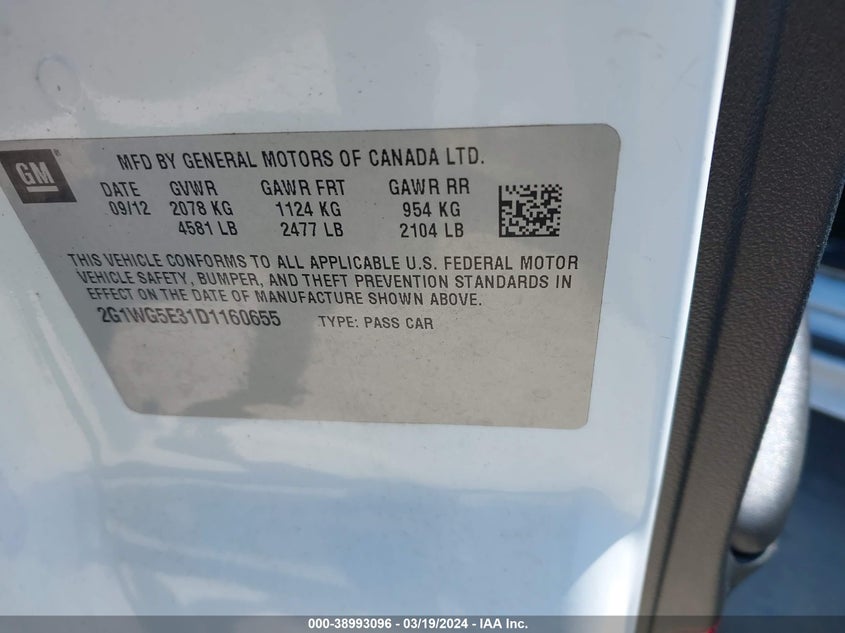 GM
MFD BY GENERAL MOTORS OF CANADA LTD.
DATE GVWR GAWR FRT GAWR RR
09/12 2078 KG 1124 KG 954 KG
4581 LB 2477 LB 2104 LB
THIS VEHICLE CONFORMS TO ALL APPLICABLE U.S. FEDERAL MOTOR
VEHICLE SAFETY, BUMPER, AND THEFT PREVENTION STANDARDS IN
EFFECT ON THE DATE OF MANUFACTURE SHOWN ABOVE.
2G1WG5E31D1160655 TYPE: PASS CAR
000-38993096 - 03/19/2024 - IAA Inc.